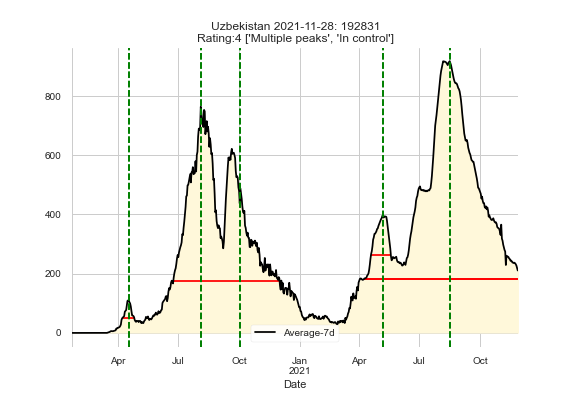 Uzbekistan 2021-11-28: 192831
Rating:4 ['Multiple peaks', 'In control']
800
600
400
200
0
Average-7d
Apr
Jul
Oct
Jan
2021
Apr
Jul
Oct
Date